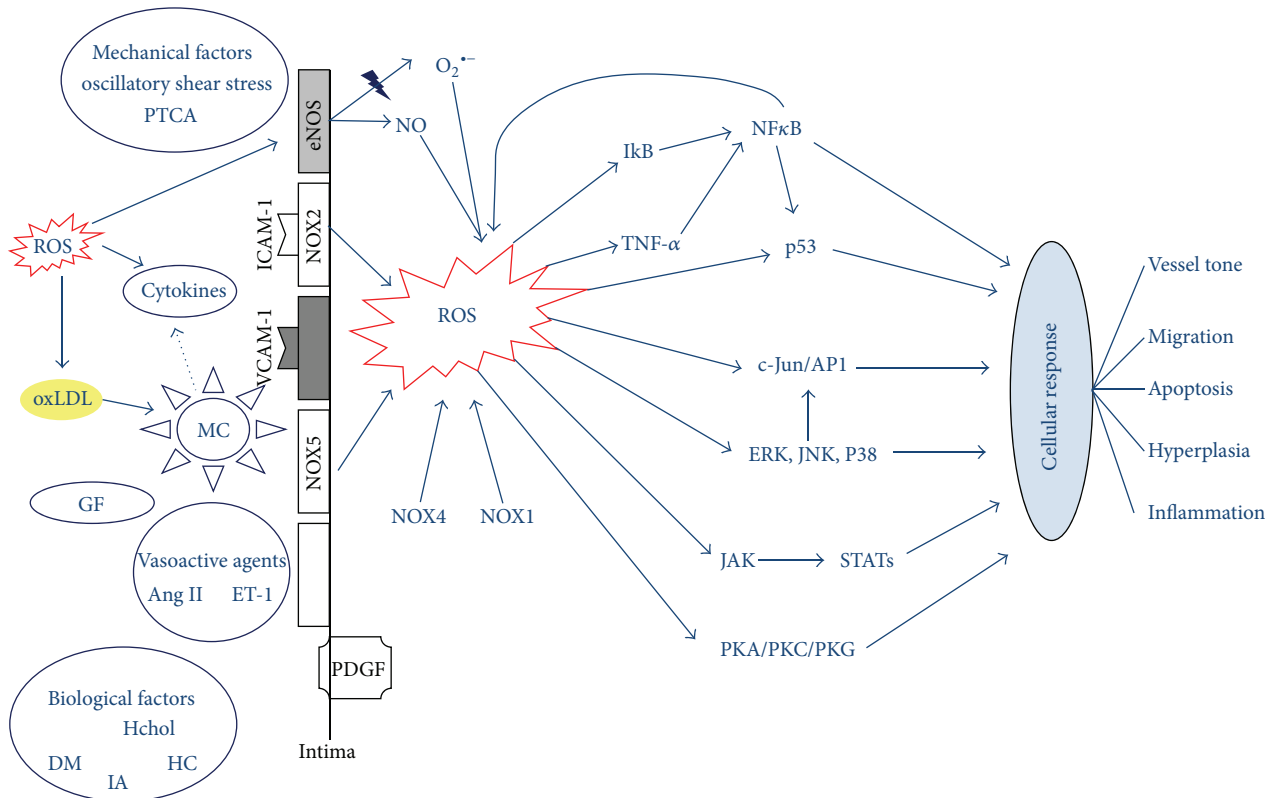 Mechanical factors
oscillatory shear stress
PTCA
ROS
Cytokines
oxLDL
MC
GF
Vasoactive agents
Ang II ET-1
Biological factors
Hchol
DM HC
IA
eNOS
ICAM-1
NOX2
VCAM-1
NOX5
PDGF
Intima
O₂•−
NO
ROS
NOX4 NOX1
IkB
NFκB
TNF-α
p53
c-Jun/AP1
ERK, JNK, P38
JAK
STATs
PKA/PKC/PKG
Cellular response
Vessel tone
Migration
Apoptosis
Hyperplasia
Inflammation